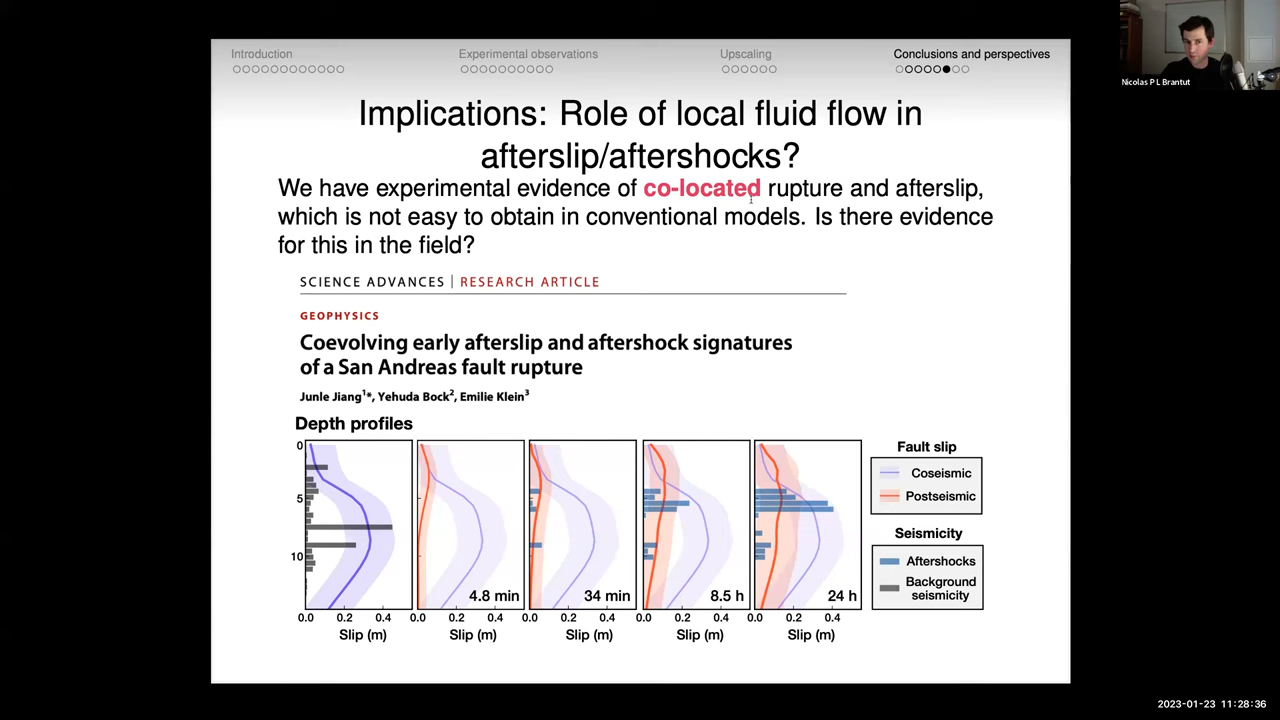 Introduction
Experimental observations
Upscaling
Conclusions and perspectives
Nicolas P L Brantut
Implications: Role of local fluid flow in
afterslip/aftershocks?
We have experimental evidence of co-located rupture and afterslip,
which is not easy to obtain in conventional models. Is there evidence
for this in the field?
SCIENCE ADVANCES | RESEARCH ARTICLE
GEOPHYSICS
Coevolving early afterslip and aftershock signatures
of a San Andreas fault rupture
Junle Jiang1*, Yehuda Bock2, Emilie Klein3
Depth profiles
0
5
10
4.8 min
34 min
8.5 h
24 h
0.0 0.2 0.4
0.0 0.2 0.4
0.0 0.2 0.4
0.0 0.2 0.4
0.0 0.2 0.4
Slip (m)
Slip (m)
Slip (m)
Slip (m)
Slip (m)
Fault slip
Coseismic
Postseismic
Seismicity
Aftershocks
Background
seismicity
2023-01-23 11:28:36